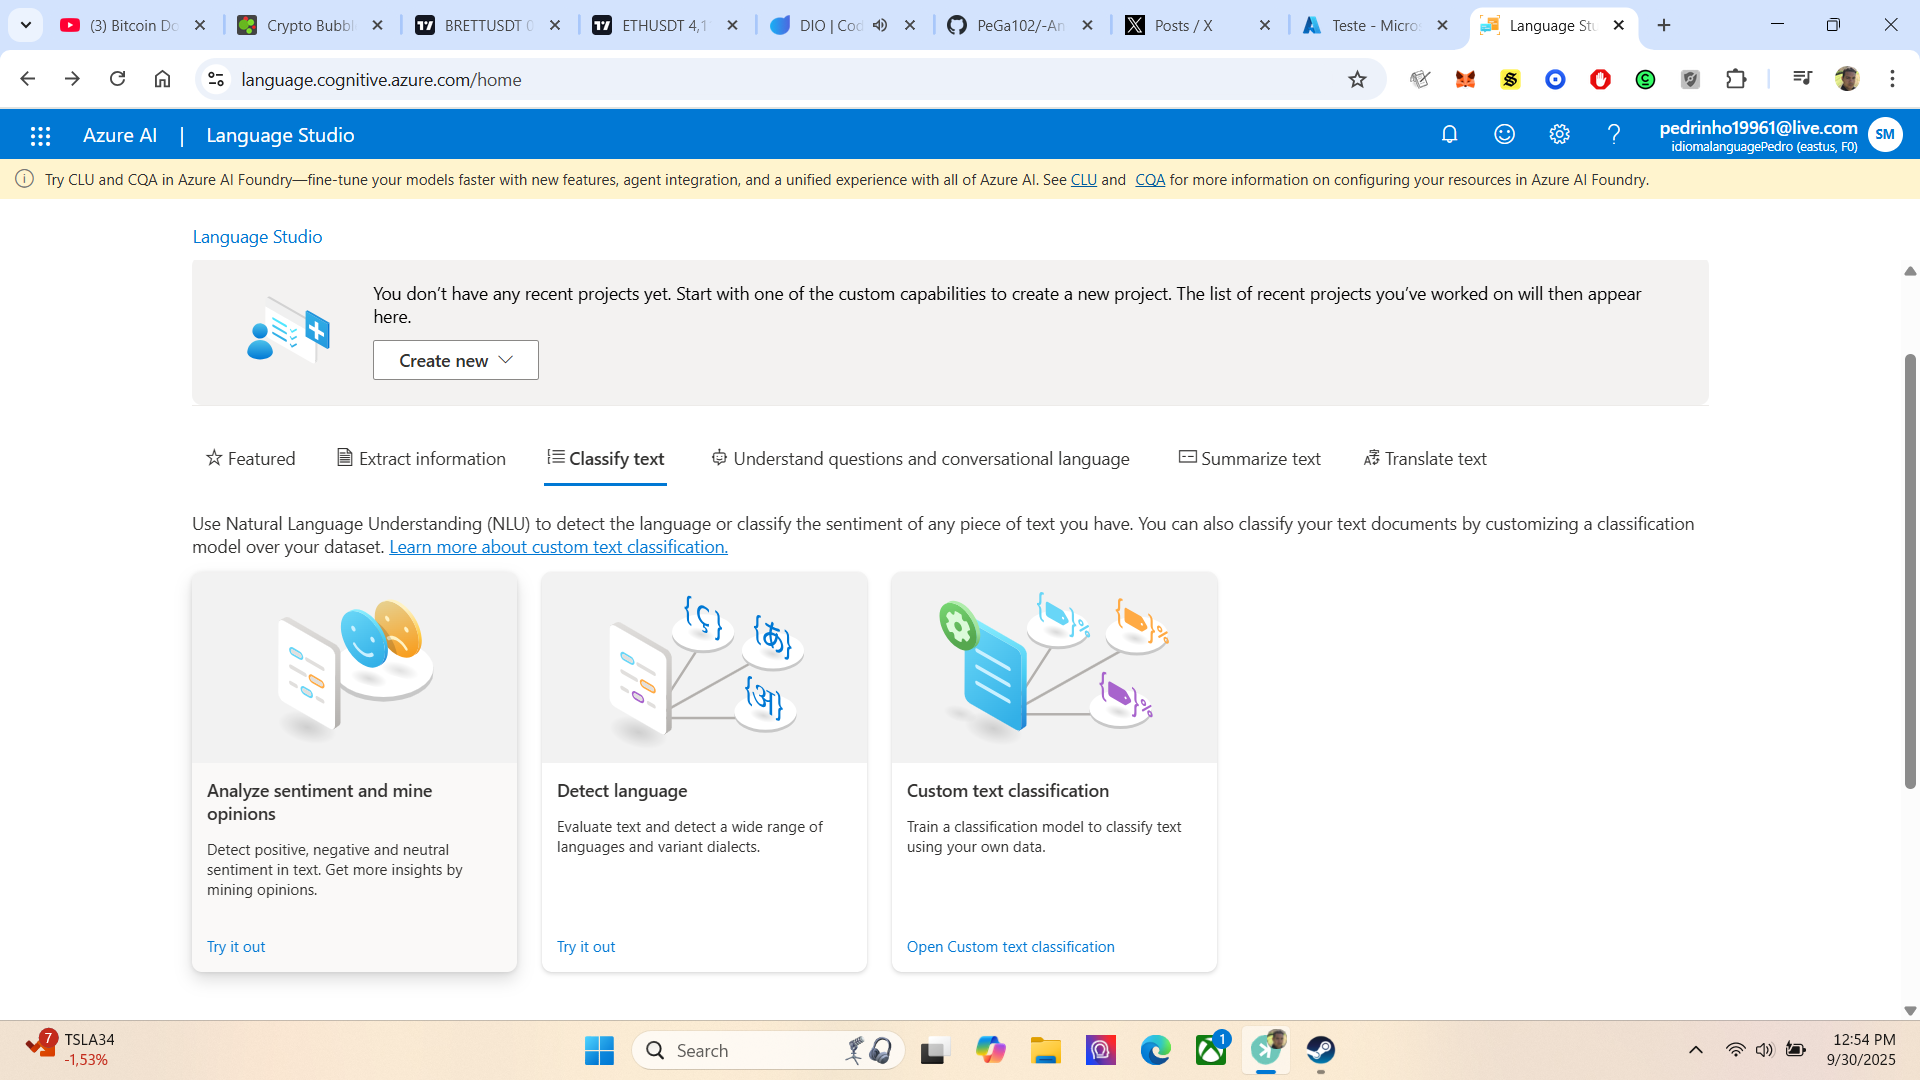 (3) Bitcoin Do
Crypto Bubbl
BRETTUSDT 0
ETHUSDT 4,1
DIO | Cod
PeGa102/-An
Posts / X
Teste - Micros
Language Stu
language.cognitive.azure.com/home
Azure AI | Language Studio
pedrinho19961@live.com
idiomalanguagePedro (eastus, F0)
SM
Try CLU and CQA in Azure AI Foundry—fine-tune your models faster with new features, agent integration, and a unified experience with all of Azure AI. See CLU and CQA for more information on configuring your resources in Azure AI Foundry.
Language Studio
You don’t have any recent projects yet. Start with one of the custom capabilities to create a new project. The list of recent projects you’ve worked on will then appear
here.
Create new
Featured
Extract information
Classify text
Understand questions and conversational language
Summarize text
Translate text
Use Natural Language Understanding (NLU) to detect the language or classify the sentiment of any piece of text you have. You can also classify your text documents by customizing a classification
model over your dataset. Learn more about custom text classification.
{ç}
{あ}
{अ}
{ }%
{ }%
{ }%
Analyze sentiment and mine
opinions
Detect positive, negative and neutral
sentiment in text. Get more insights by
mining opinions.
Try it out
Detect language
Evaluate text and detect a wide range of
languages and variant dialects.
Try it out
Custom text classification
Train a classification model to classify text
using your own data.
Open Custom text classification
7
TSLA34
-1,53%
Search
1
12:54 PM
9/30/2025